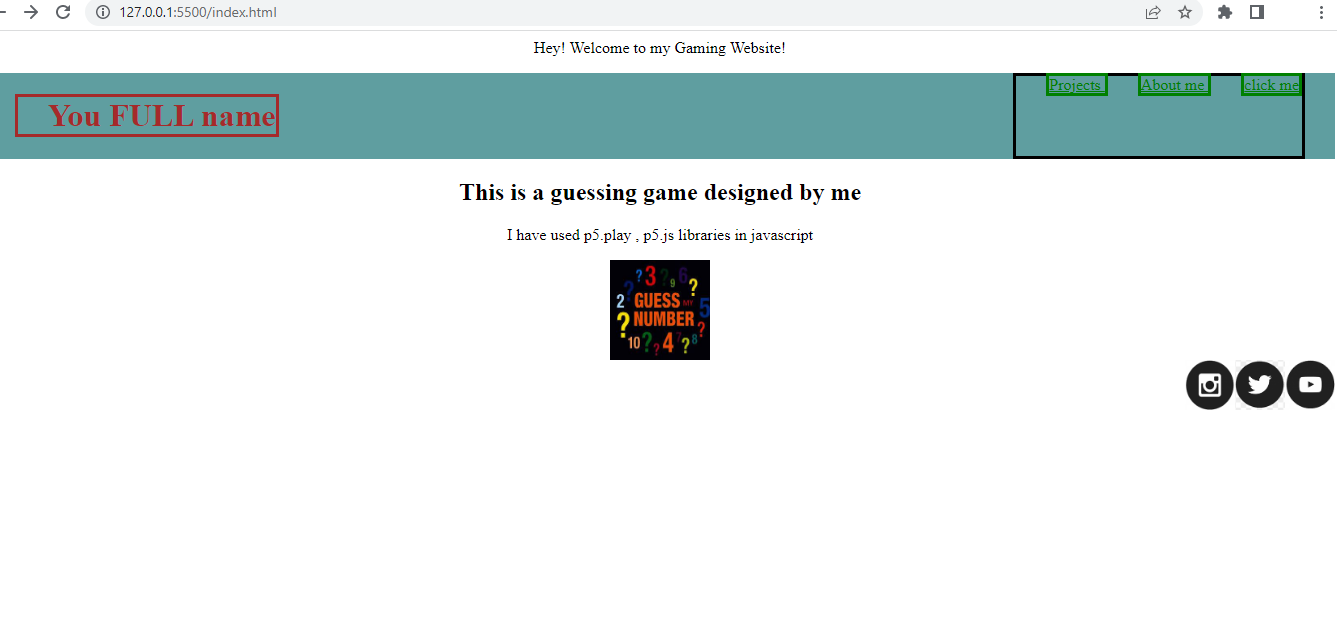 127.0.0.1:5500/index.html
Hey! Welcome to my Gaming Website!
You FULL name
Projects About me click me
This is a guessing game designed by me
I have used p5.play , p5.js libraries in javascript
? 3 ? 9 6 ?
2 ? GUESS MY 5
? NUMBER ?
10 ? ? 4 ? ? 8